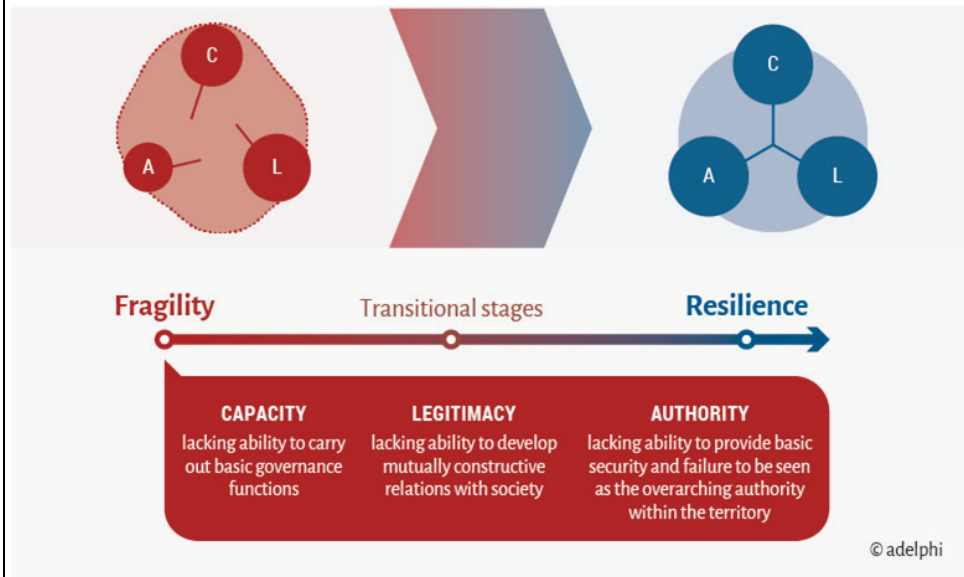 C
A
L
C
A
L
Fragility
Transitional stages
Resilience
CAPACITY
lacking ability to carry
out basic governance
functions
LEGITIMACY
lacking ability to develop
mutually constructive
relations with society
AUTHORITY
lacking ability to provide basic
security and failure to be seen
as the overarching authority
within the territory
© adelphi